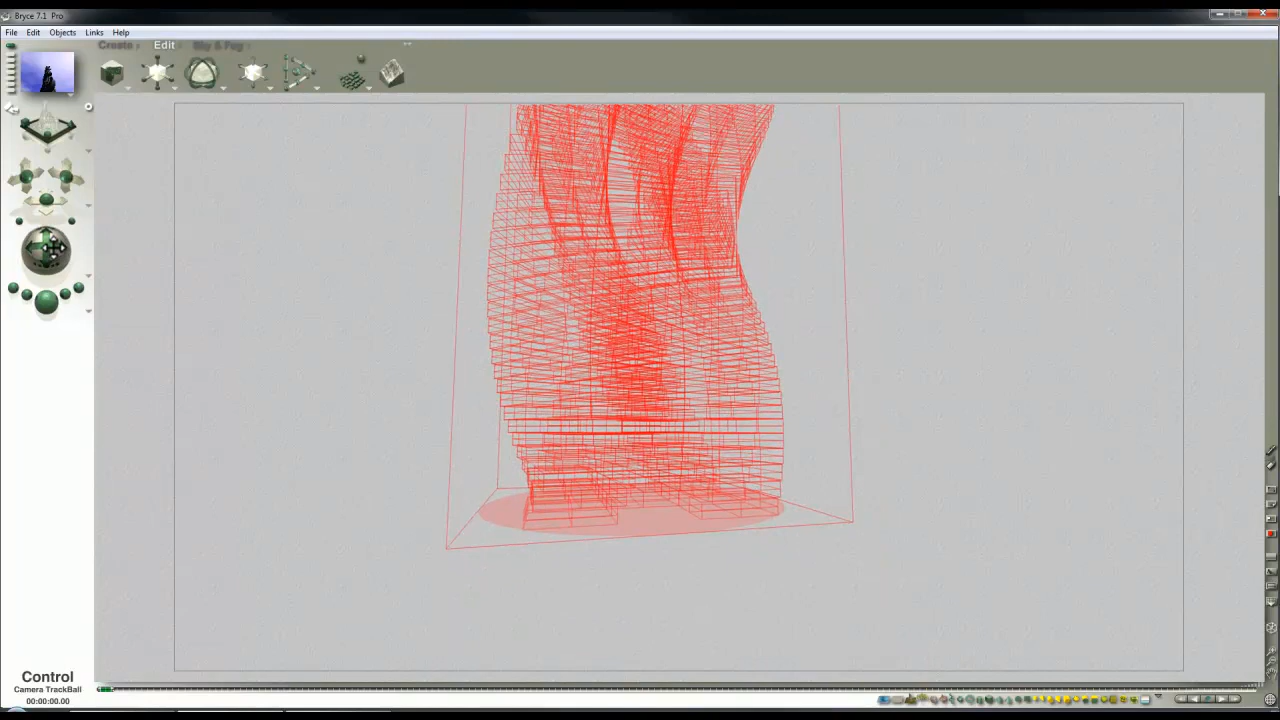 Bryce 7.1 Pro
File Edit Objects Links Help
Create Edit Sky & Fog
Control
Camera TrackBall
00:00:00.00